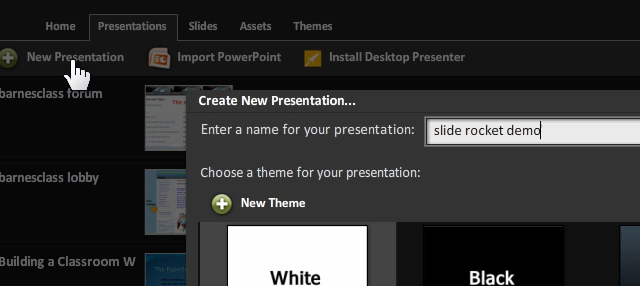 Home Presentations Slides Assets Themes
New Presentation Import PowerPoint Install Desktop Presenter
barnesclass forum
Create New Presentation...
Enter a name for your presentation: slide rocket demo
Choose a theme for your presentation:
barnesclass lobby
New Theme
Building a Classroom W
White Black